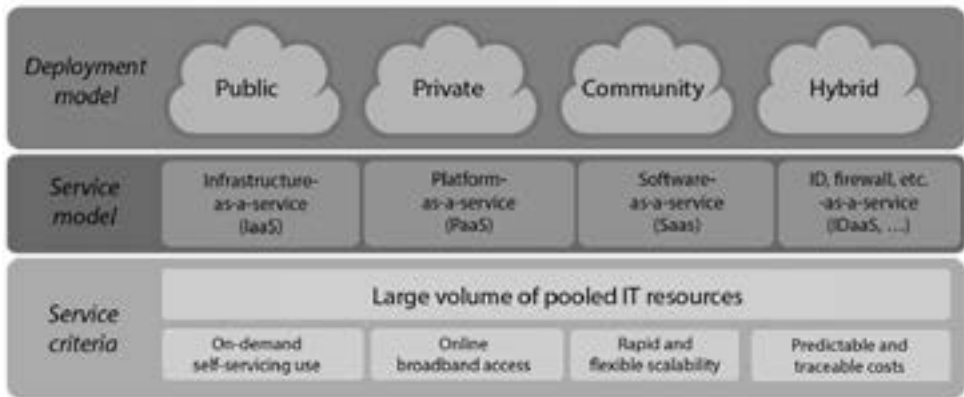 Deployment
model
Public
Private
Community
Hybrid
Service
model
Infrastructure-
as-a-service
(IaaS)
Platform-
as-a-service
(PaaS)
Software-
as-a-service
(Saas)
ID, firewall, etc.
-as-a-service
(IDaaS, ...)
Service
criteria
Large volume of pooled IT resources
On-demand
self-servicing use
Online
broadband access
Rapid and
flexible scalability
Predictable and
traceable costs